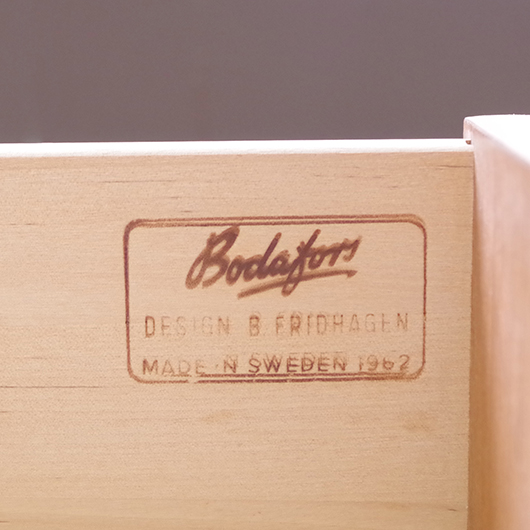 Bodafors
DESIGN B FRIDHAGEN
MADE IN SWEDEN 1962